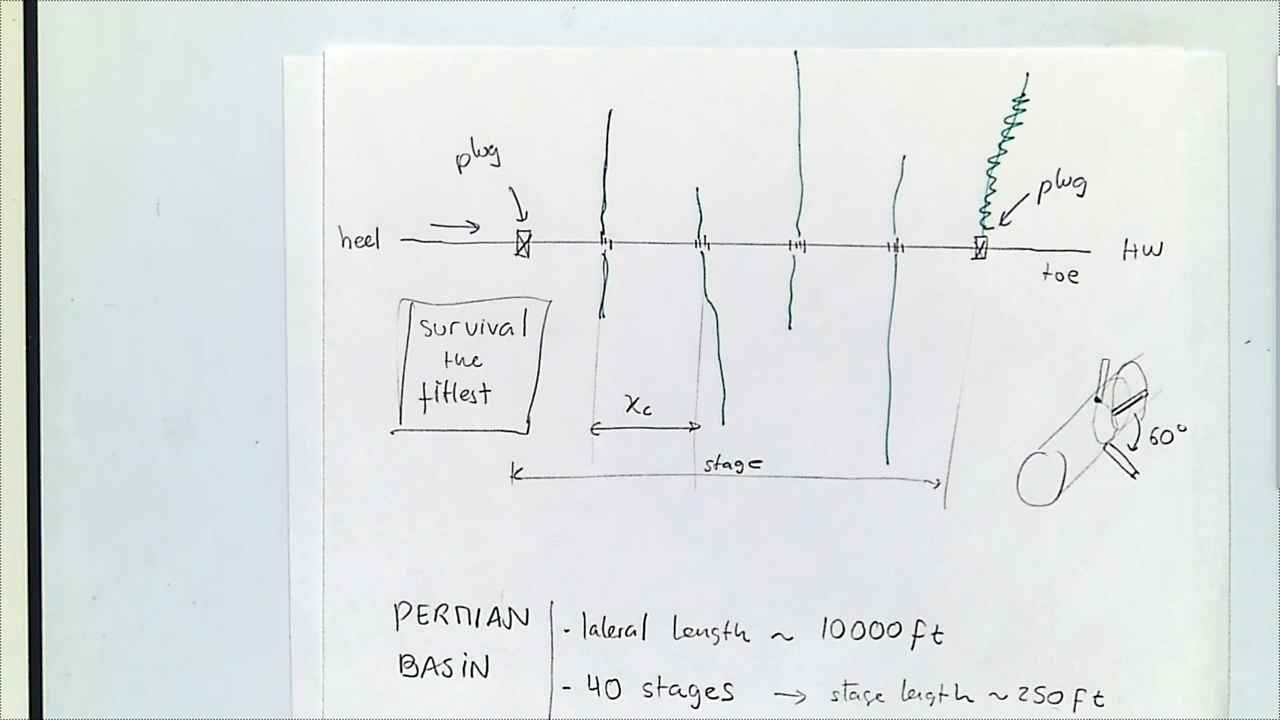 plug
plug
heel
HW
toe
survival
the
fittest
Xc
stage
60°
PERMIAN
BASIN
- lateral length ~ 10000 ft
- 40 stages → stage length ~ 250 ft